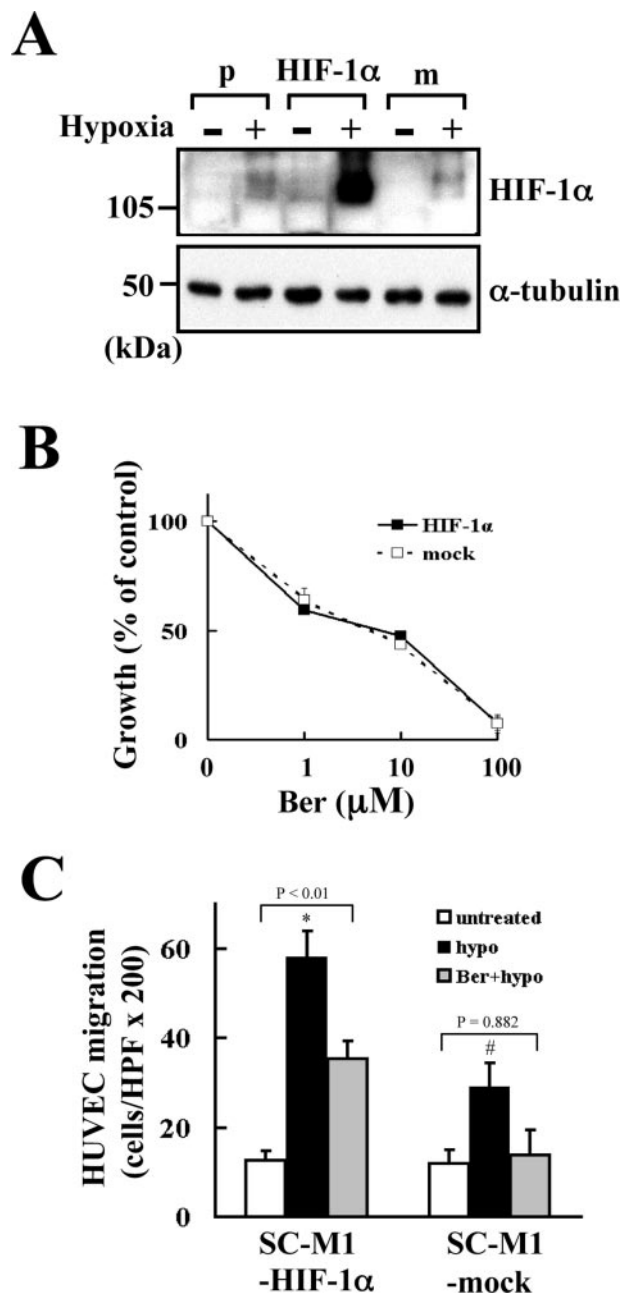 A
p HIF-1α m
Hypoxia - + - + - +
105
HIF-1α
50
α-tubulin
(kDa)
B
Growth (% of control)
100
50
0
HIF-1α
mock
0 1 10 100
Ber (μM)
C
HUVEC migration
(cells/HPF x 200)
60
40
20
0
P < 0.01
*
untreated
hypo
Ber+hypo
P = 0.882
#
SC-M1 SC-M1
-HIF-1α -mock